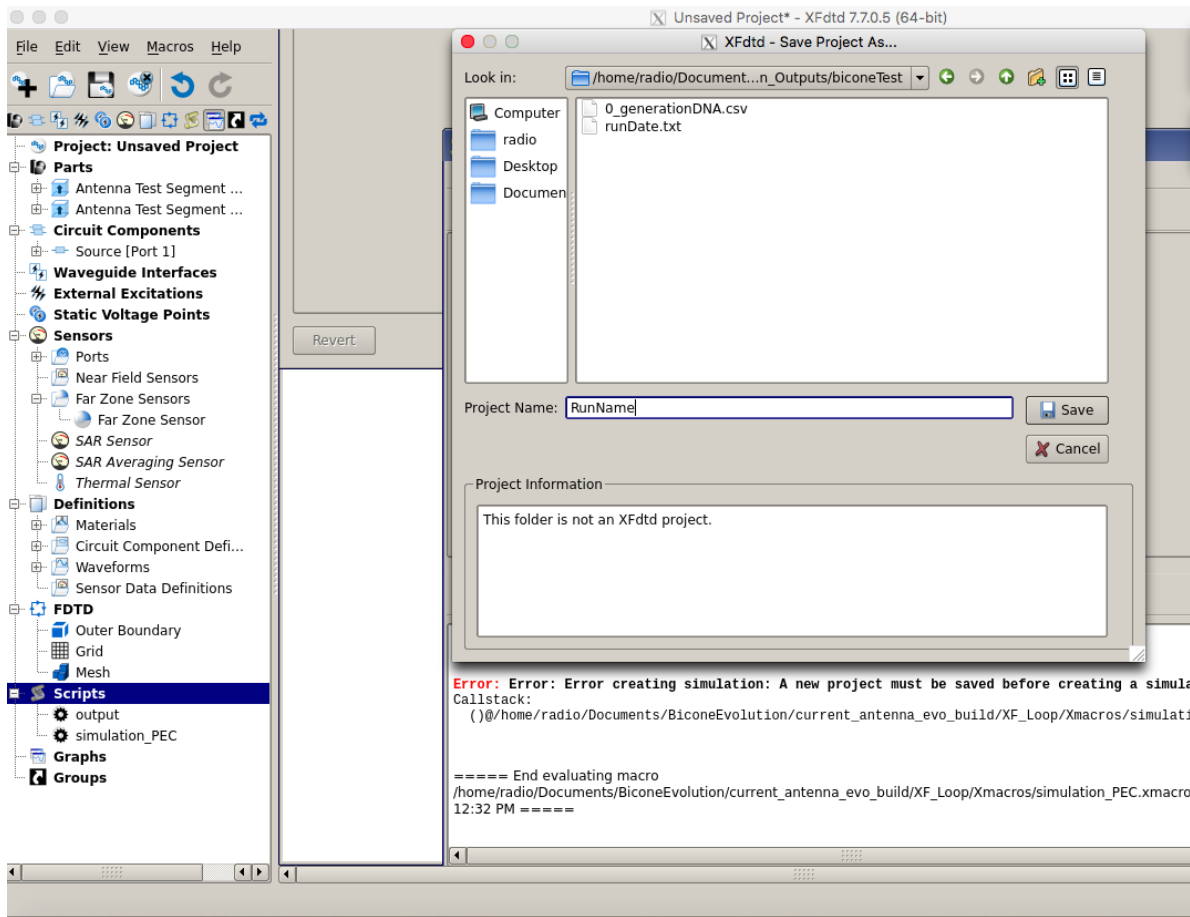 Unsaved Project* - XFdtd 7.7.0.5 (64-bit)
File Edit View Macros Help
Project: Unsaved Project
Parts
Antenna Test Segment ...
Antenna Test Segment ...
Circuit Components
Source [Port 1]
Waveguide Interfaces
External Excitations
Static Voltage Points
Sensors
Ports
Near Field Sensors
Far Zone Sensors
Far Zone Sensor
SAR Sensor
SAR Averaging Sensor
Thermal Sensor
Definitions
Materials
Circuit Component Defi...
Waveforms
Sensor Data Definitions
FDTD
Outer Boundary
Grid
Mesh
Scripts
output
simulation_PEC
Graphs
Groups
Revert
XFdtd - Save Project As...
Look in: /home/radio/Document...n_Outputs/biconeTest
Computer
radio
Desktop
Documen
0_generationDNA.csv
runDate.txt
Project Name: RunName
Save
Cancel
Project Information
This folder is not an XFdtd project.
Error: Error: Error creating simulation: A new project must be saved before creating a simula
Callstack:
()@/home/radio/Documents/BiconeEvolution/current_antenna_evo_build/XF_Loop/Xmacros/simulati
===== End evaluating macro
/home/radio/Documents/BiconeEvolution/current_antenna_evo_build/XF_Loop/Xmacros/simulation_PEC.xmacro
12:32 PM =====